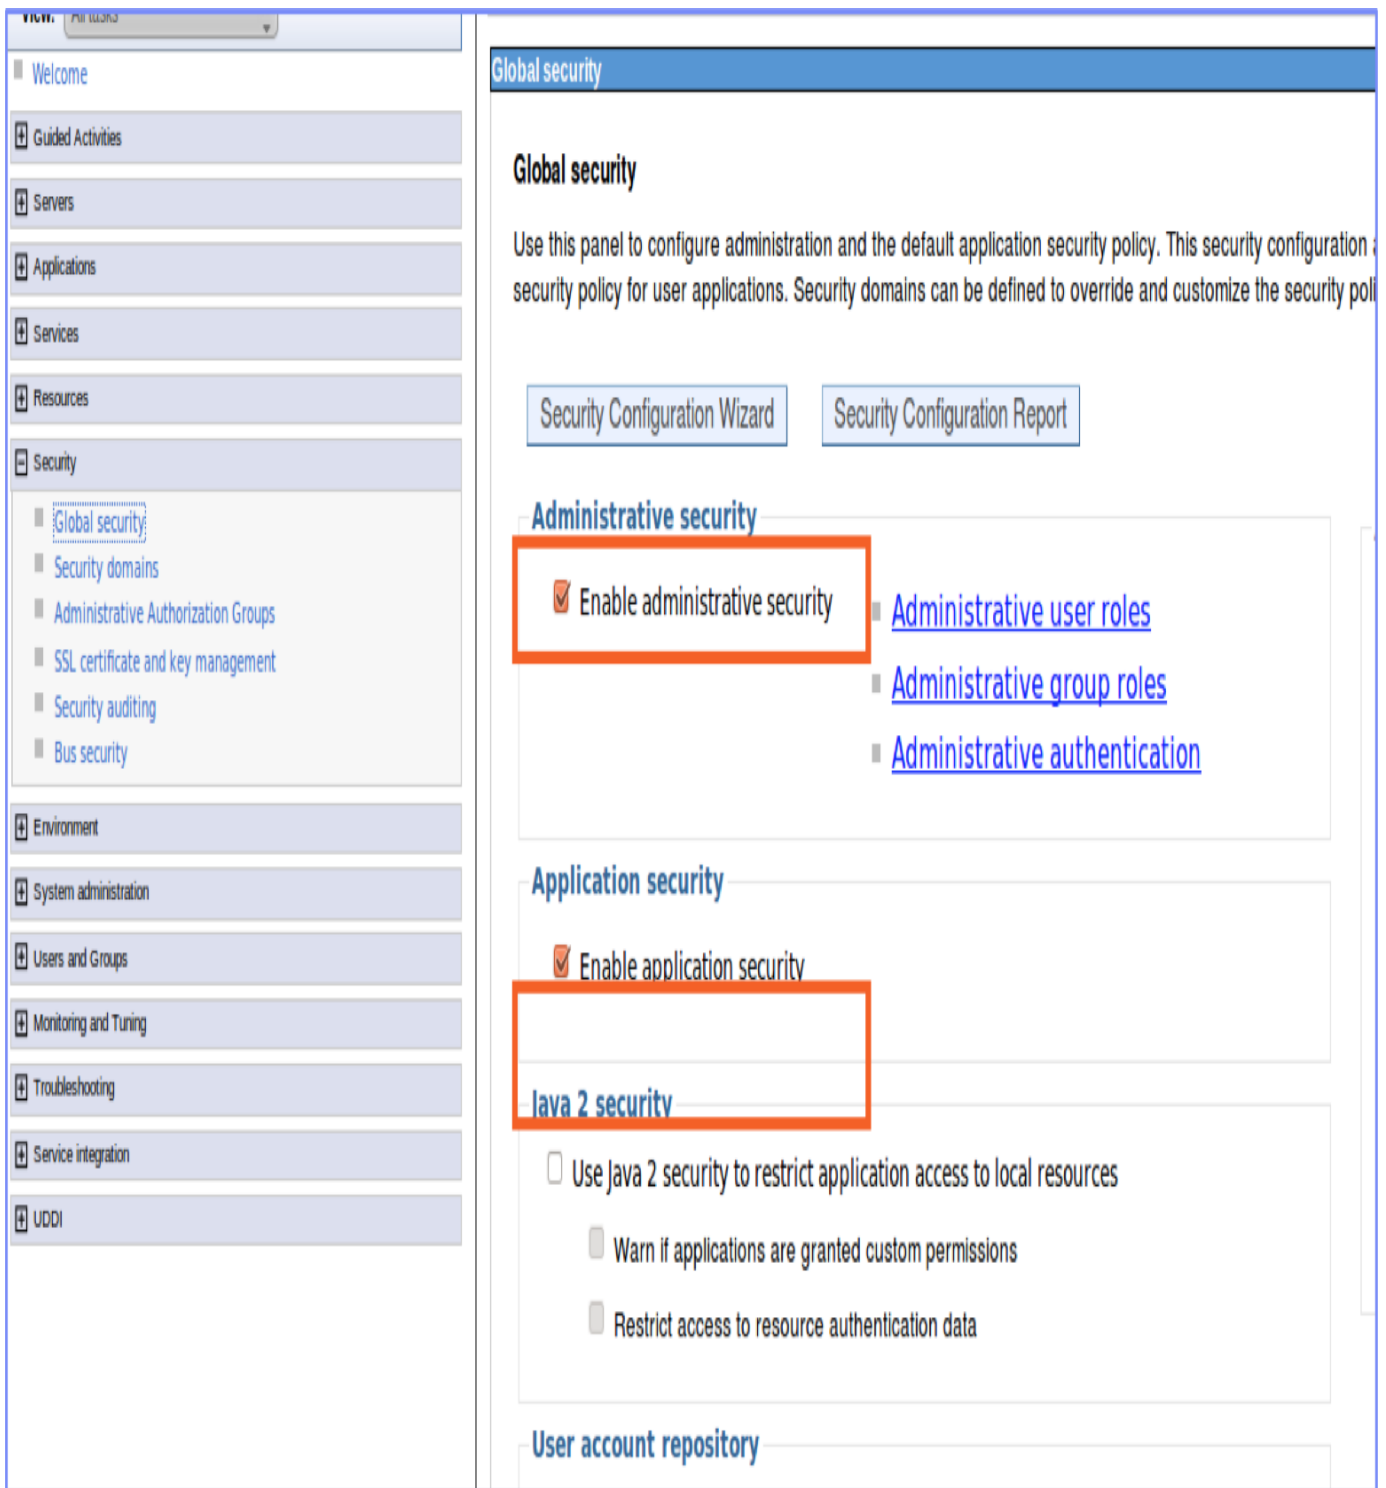 View: All tasks
Welcome
Guided Activities
Servers
Applications
Services
Resources
Security
Global security
Security domains
Administrative Authorization Groups
SSL certificate and key management
Security auditing
Bus security
Environment
System administration
Users and Groups
Monitoring and Tuning
Troubleshooting
Service integration
UDDI
Global security
Global security
Use this panel to configure administration and the default application security policy. This security configuration
security policy for user applications. Security domains can be defined to override and customize the security
Security Configuration Wizard Security Configuration Report
Administrative security
Enable administrative security
Administrative user roles
Administrative group roles
Administrative authentication
Application security
Enable application security
Java 2 security
Use Java 2 security to restrict application access to local resources
Warn if applications are granted custom permissions
Restrict access to resource authentication data
User account repository